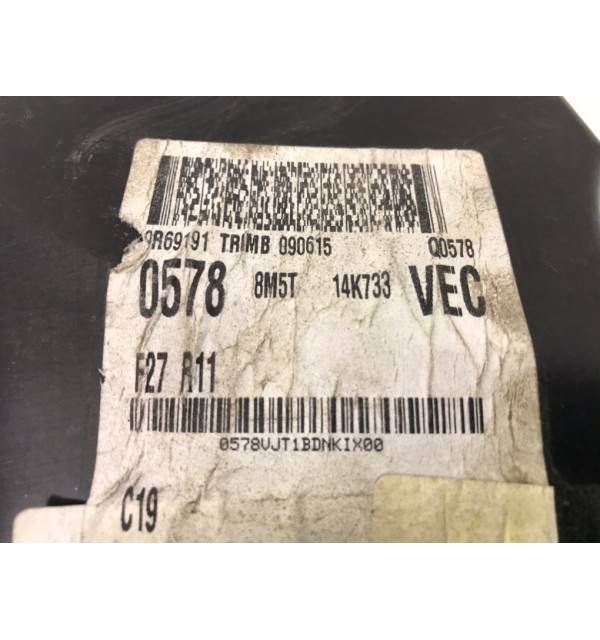 9R69191 TRIMB 090615 Q0578
0578 8M5T 14K733 VEC
F27 R11
0578VJT1BDNKIX00
C19